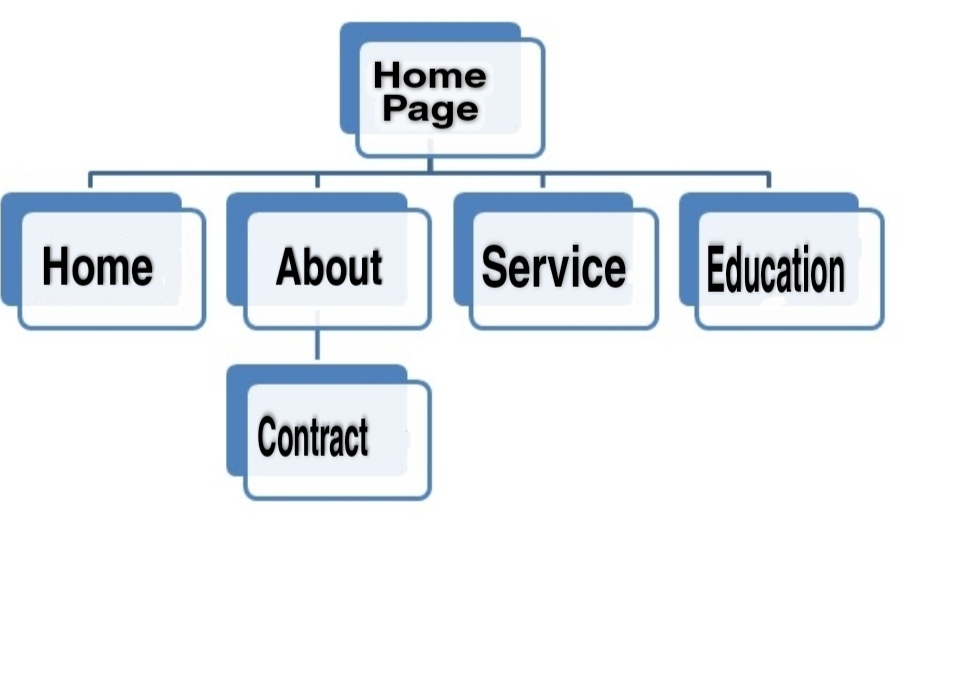 Home
Page
Home
About
Service
Education
Contract